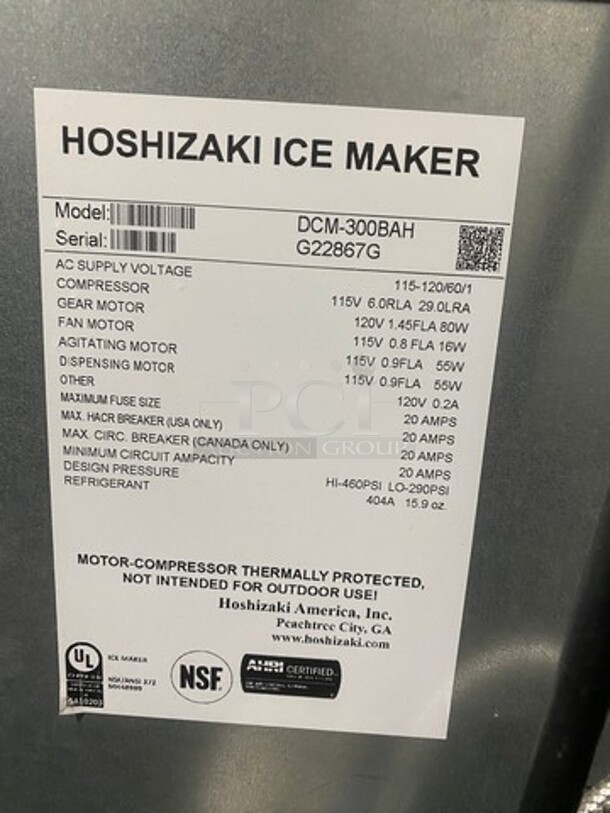 HOSHIZAKI ICE MAKER
Model: DCM-300BAH
Serial: G22867G
AC SUPPLY VOLTAGE 115-120/60/1
COMPRESSOR 115V 6.0RLA 29.0LRA
GEAR MOTOR 120V 1.45FLA 80W
FAN MOTOR 115V 0.8 FLA 16W
AGITATING MOTOR 115V 0.9FLA 55W
DISPENSING MOTOR 115V 0.9FLA 55W
OTHER 120V 0.2A
MAXIMUM FUSE SIZE 20 AMPS
MAX. HACR BREAKER (USA ONLY) 20 AMPS
MAX. CIRC. BREAKER (CANADA ONLY) 20 AMPS
MINIMUM CIRCUIT AMPACITY 20 AMPS
DESIGN PRESSURE HI-460PSI LO-290PSI
REFRIGERANT 404A 15.9 oz.
PCI
AUCTION GROUP
MOTOR-COMPRESSOR THERMALLY PROTECTED,
NOT INTENDED FOR OUTDOOR USE!
Hoshizaki America, Inc.
Peachtree City, GA
www.hoshizaki.com
UL
ICE MAKER
NSF
AHRI CERTIFIED